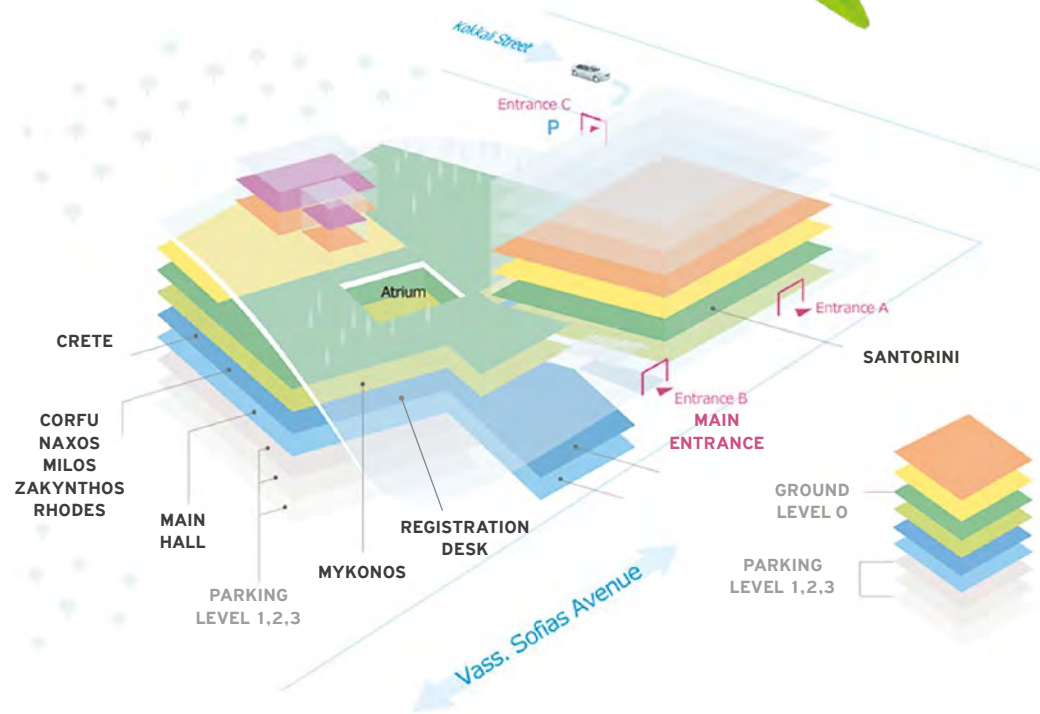 Kokkali Street
Entrance C
P
Atrium
Entrance A
CRETE
SANTORINI
Entrance B
MAIN
ENTRANCE
CORFU
NAXOS
MILOS
ZAKYNTHOS
RHODES
MAIN
HALL
REGISTRATION
DESK
MYKONOS
PARKING
LEVEL 1,2,3
GROUND
LEVEL 0
PARKING
LEVEL 1,2,3
Vass. Sofias Avenue